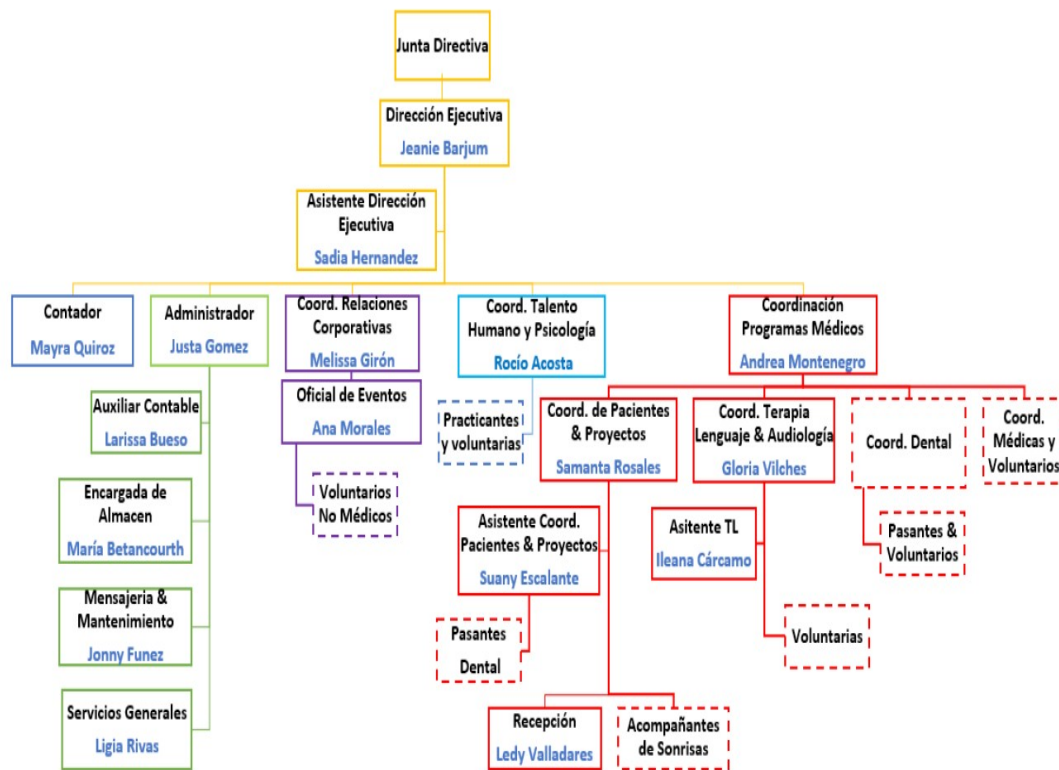 Junta Directiva
Dirección Ejecutiva
Jeanie Barjum
Asistente Dirección
Ejecutiva
Sadia Hernandez
Contador
Mayra Quiroz
Administrador
Justa Gomez
Coord. Relaciones
Corporativas
Melissa Girón
Coord. Talento
Humano y Psicología
Rocío Acosta
Coordinación
Programas Médicos
Andrea Montenegro
Auxiliar Contable
Larissa Bueso
Encargada de
Almacen
María Betancourth
Mensajeria &
Mantenimiento
Jonny Funez
Servicios Generales
Ligia Rivas
Oficial de Eventos
Ana Morales
Voluntarios
No Médicos
Practicantes
y voluntarias
Coord. de Pacientes
& Proyectos
Samanta Rosales
Asistente Coord.
Pacientes & Proyectos
Suany Escalante
Pasantes
Dental
Recepción
Ledy Valladares
Acompañantes
de Sonrisas
Coord. Terapia
Lenguaje & Audiología
Gloria Vilches
Asitente TL
Ileana Cárcamo
Voluntarias
Coord. Dental
Pasantes &
Voluntarios
Coord.
Médicas y
Voluntarios